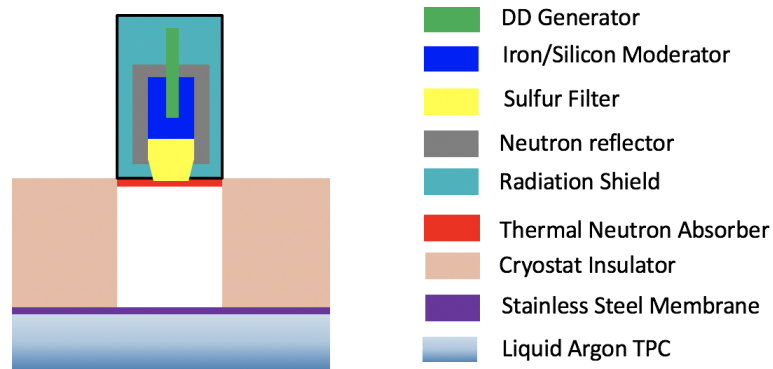 DD Generator
Iron/Silicon Moderator
Sulfur Filter
Neutron reflector
Radiation Shield
Thermal Neutron Absorber
Cryostat Insulator
Stainless Steel Membrane
Liquid Argon TPC